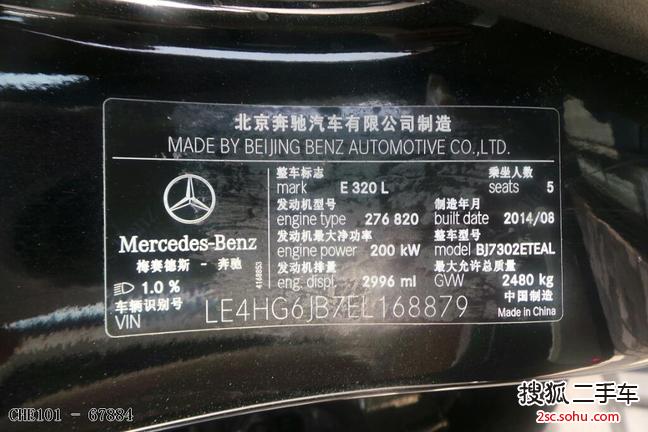 北京奔驰汽车有限公司制造
MADE BY BEIJING BENZ AUTOMOTIVE CO.,LTD.
整车标志 乘坐人数
mark E 320 L seats 5
发动机型号 制造年月
engine type 276 820 built date 2014/08
发动机最大净功率 整车型号
engine power 200 kW model BJ7302ETEAL
发动机排量 最大允许总质量
eng. displ. 2996 ml GVW 2480 kg
Mercedes-Benz
梅赛德斯 - 奔驰
1.0 %
中国制造
Made in China
车辆识别号
VIN LE4HG6JB7EL168879
CHE101 - 67884
搜狐 二手车
2sc.sohu.com